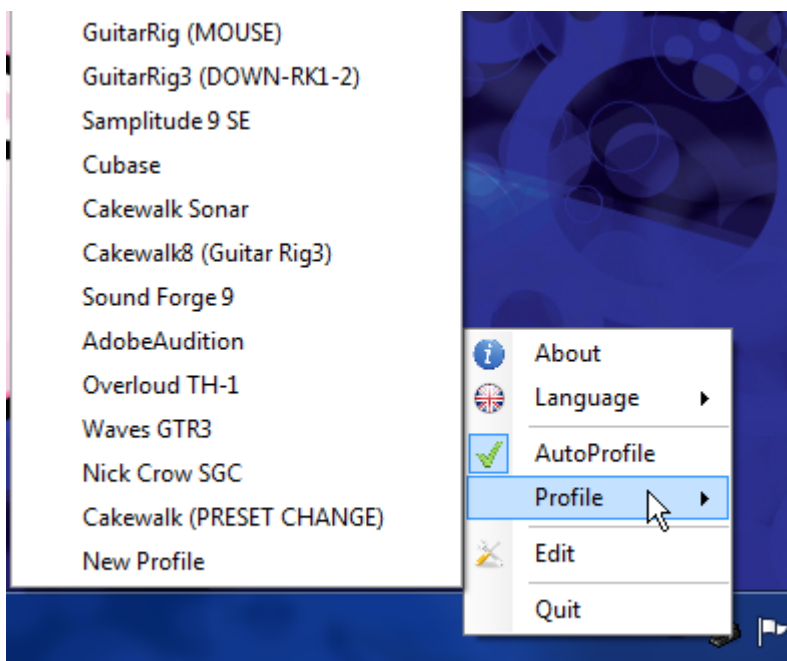 GuitarRig (MOUSE)
GuitarRig3 (DOWN-RK1-2)
Samplitude 9 SE
Cubase
Cakewalk Sonar
Cakewalk8 (Guitar Rig3)
Sound Forge 9
AdobeAudition
Overloud TH-1
Waves GTR3
Nick Crow SGC
Cakewalk (PRESET CHANGE)
New Profile
About
Language
AutoProfile
Profile
Edit
Quit